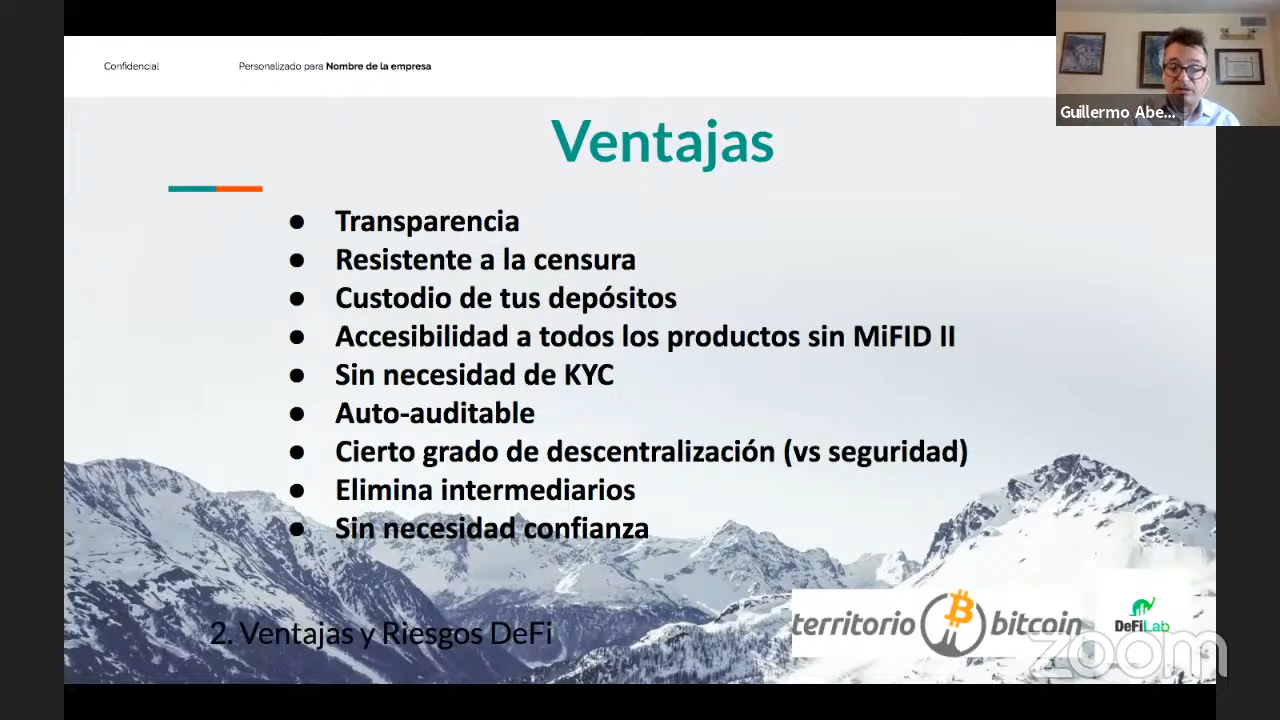 Confidencial
Personalizado para Nombre de la empresa
Guillermo Abe...
Ventajas
● Transparencia
● Resistente a la censura
● Custodio de tus depósitos
● Accesibilidad a todos los productos sin MiFID II
● Sin necesidad de KYC
● Auto-auditable
● Cierto grado de descentralización (vs seguridad)
● Elimina intermediarios
● Sin necesidad confianza
2. Ventajas y Riesgos DeFi
territorio bitcoin
DeFiLab
zoom